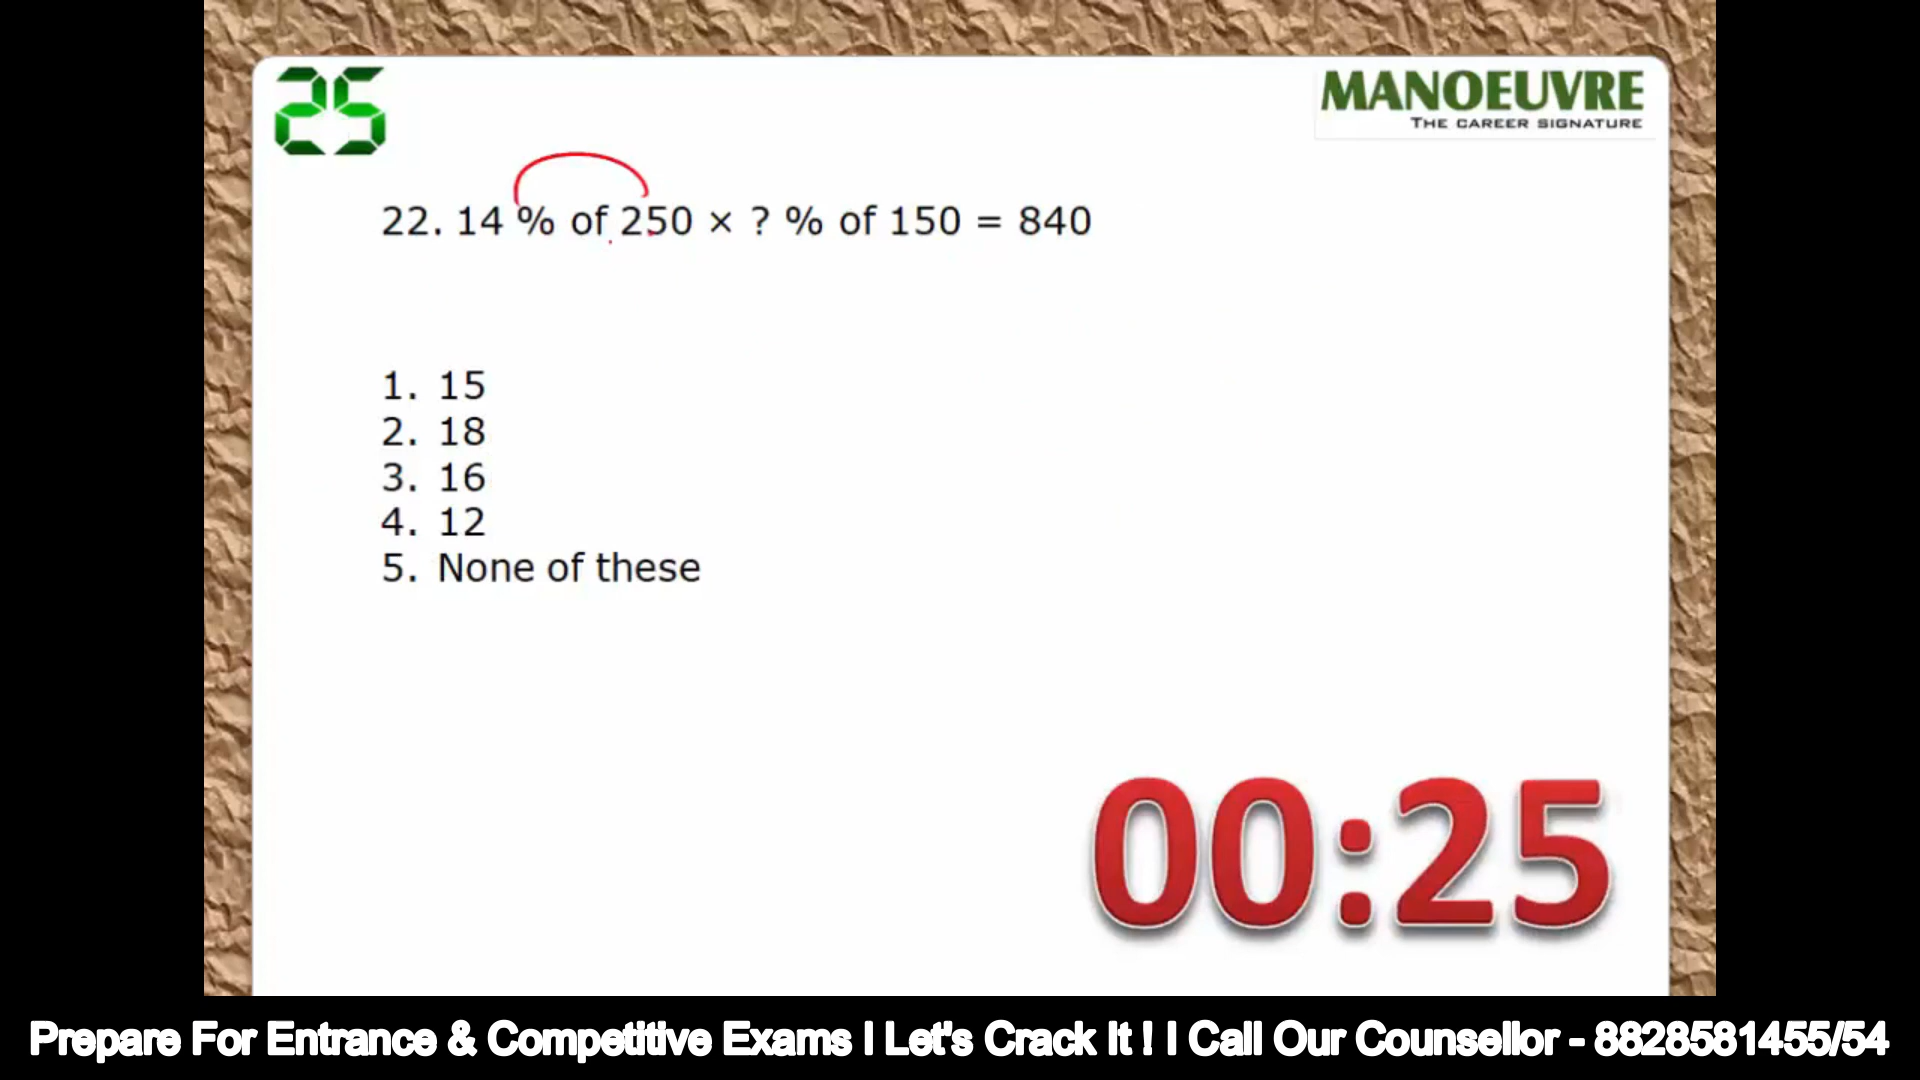 25
MANOEUVRE
THE CAREER SIGNATURE
22. 14 % of 250 × ? % of 150 = 840
1. 15
2. 18
3. 16
4. 12
5. None of these
00:25
Prepare For Entrance & Competitive Exams I Let's Crack It ! I Call Our Counsellor - 8828581455/54